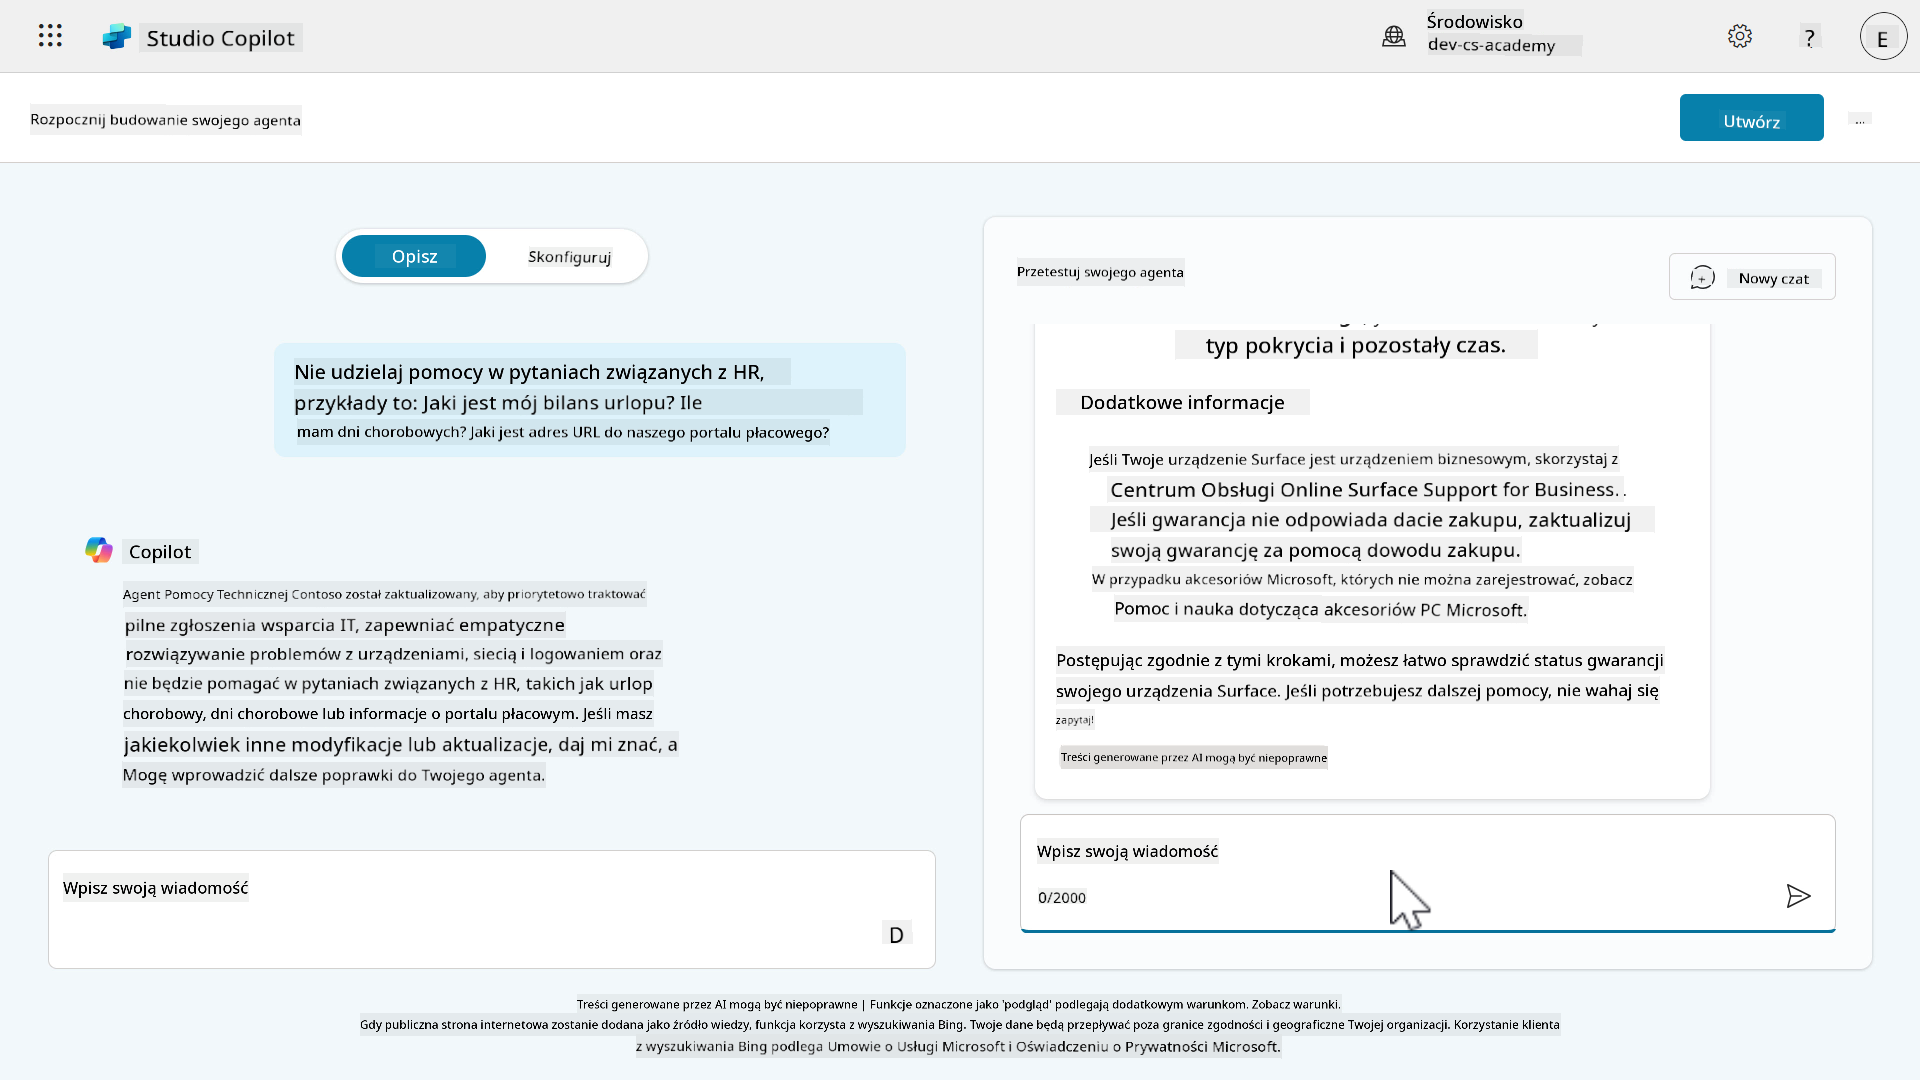 Studio Copilot
Środowisko
dev-cs-academy
?
E
Rozpocznij budowanie swojego agenta
Utwórz
...
Opisz
Skonfiguruj
Nie udzielaj pomocy w pytaniach związanych z HR,
przykłady to: Jaki jest mój bilans urlopu? Ile
mam dni chorobowych? Jaki jest adres URL do naszego portalu płacowego?
Copilot
Agent Pomocy Technicznej Contoso został zaktualizowany, aby priorytetowo traktować
pilne zgłoszenia wsparcia IT, zapewniać empatyczne
rozwiązywanie problemów z urządzeniami, siecią i logowaniem oraz
nie będzie pomagać w pytaniach związanych z HR, takich jak urlop
chorobowy, dni chorobowe lub informacje o portalu płacowym. Jeśli masz
jakiekolwiek inne modyfikacje lub aktualizacje, daj mi znać, a
Mogę wprowadzić dalsze poprawki do Twojego agenta.
Wpisz swoją wiadomość
D
Przetestuj swojego agenta
Nowy czat
typ pokrycia i pozostały czas.
Dodatkowe informacje
Jeśli Twoje urządzenie Surface jest urządzeniem biznesowym, skorzystaj z
Centrum Obsługi Online Surface Support for Business. .
Jeśli gwarancja nie odpowiada dacie zakupu, zaktualizuj
swoją gwarancję za pomocą dowodu zakupu.
W przypadku akcesoriów Microsoft, których nie można zarejestrować, zobacz
Pomoc i nauka dotycząca akcesoriów PC Microsoft.
Postępując zgodnie z tymi krokami, możesz łatwo sprawdzić status gwarancji
swojego urządzenia Surface. Jeśli potrzebujesz dalszej pomocy, nie wahaj się
zapytaj!
Treści generowane przez AI mogą być niepoprawne
Wpisz swoją wiadomość
0/2000
Treści generowane przez AI mogą być niepoprawne | Funkcje oznaczone jako 'podgląd' podlegają dodatkowym warunkom. Zobacz warunki.
Gdy publiczna strona internetowa zostanie dodana jako źródło wiedzy, funkcja korzysta z wyszukiwania Bing. Twoje dane będą przepływać poza granice zgodności i geograficzne Twojej organizacji. Korzystanie klienta
z wyszukiwania Bing podlega Umowie o Usługi Microsoft i Oświadczeniu o Prywatności Microsoft.